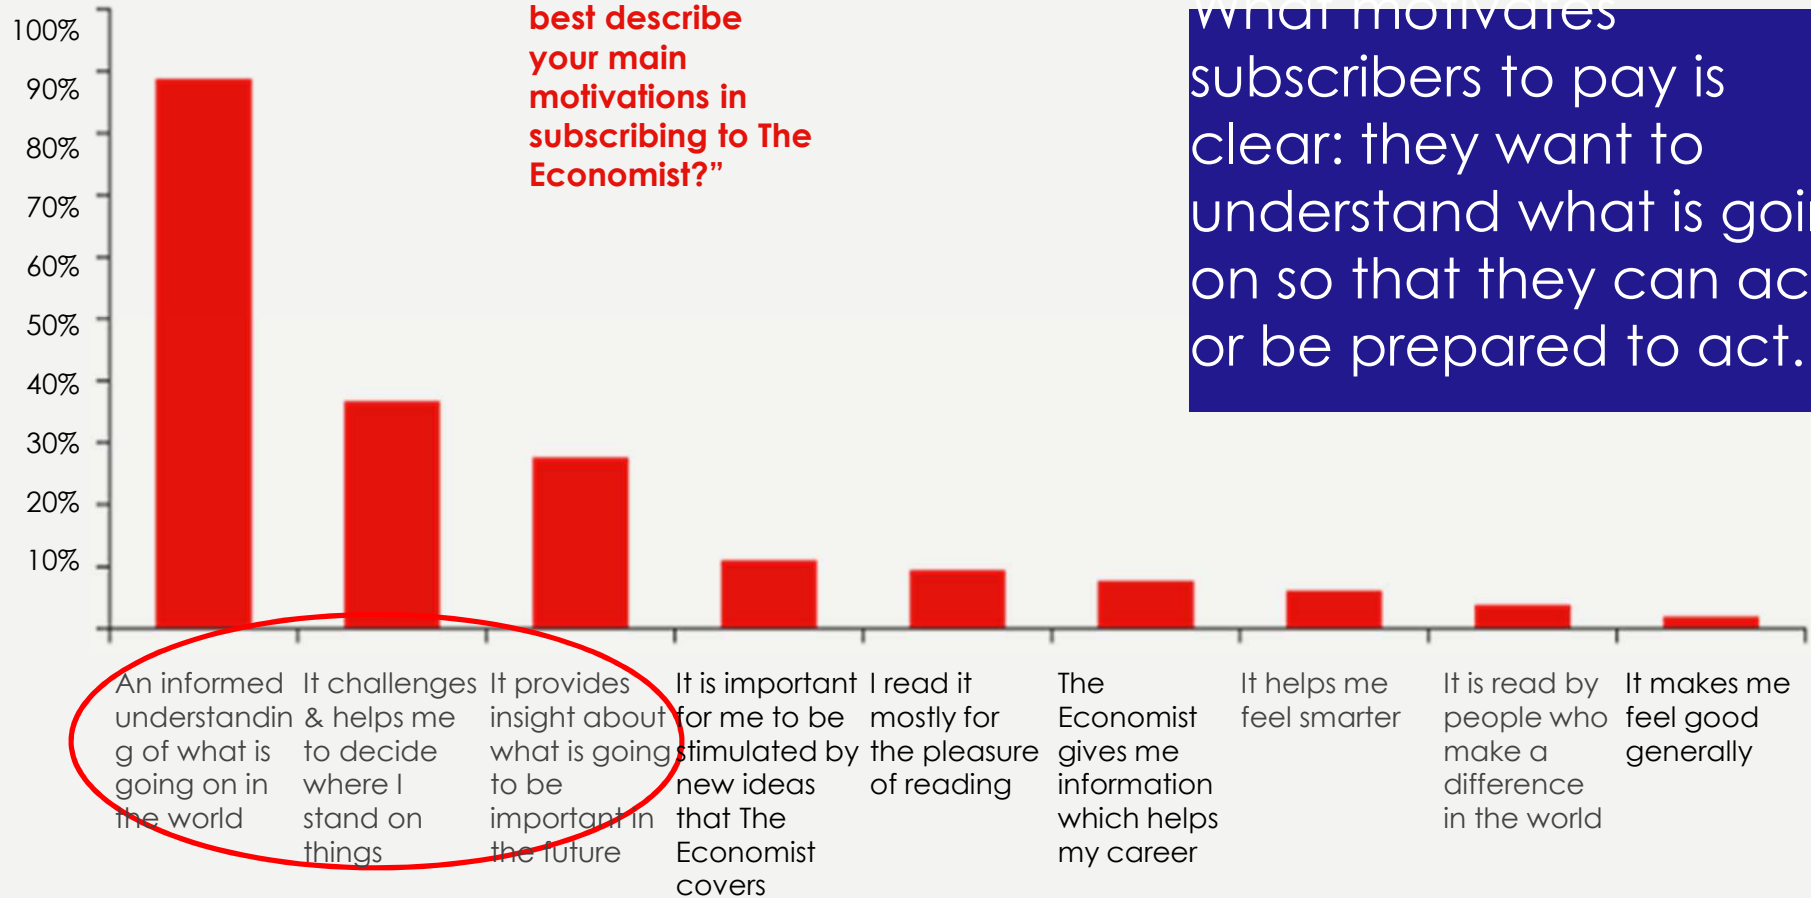 best describe
your main
motivations in
subscribing to The
Economist?”
What motivates
subscribers to pay is
clear: they want to
understand what is goi
on so that they can ac
or be prepared to act.
100%
90%
80%
70%
60%
50%
40%
30%
20%
10%
An informed
understandin
g of what is
going on in
the world
It challenges
& helps me
to decide
where I
stand on
things
It provides
insight about
what is going
to be
important in
the future
It is important
for me to be
stimulated by
new ideas
that The
Economist
covers
I read it
mostly for
the pleasure
of reading
The
Economist
gives me
information
which helps
my career
It helps me
feel smarter
It is read by
people who
make a
difference
in the world
It makes me
feel good
generally